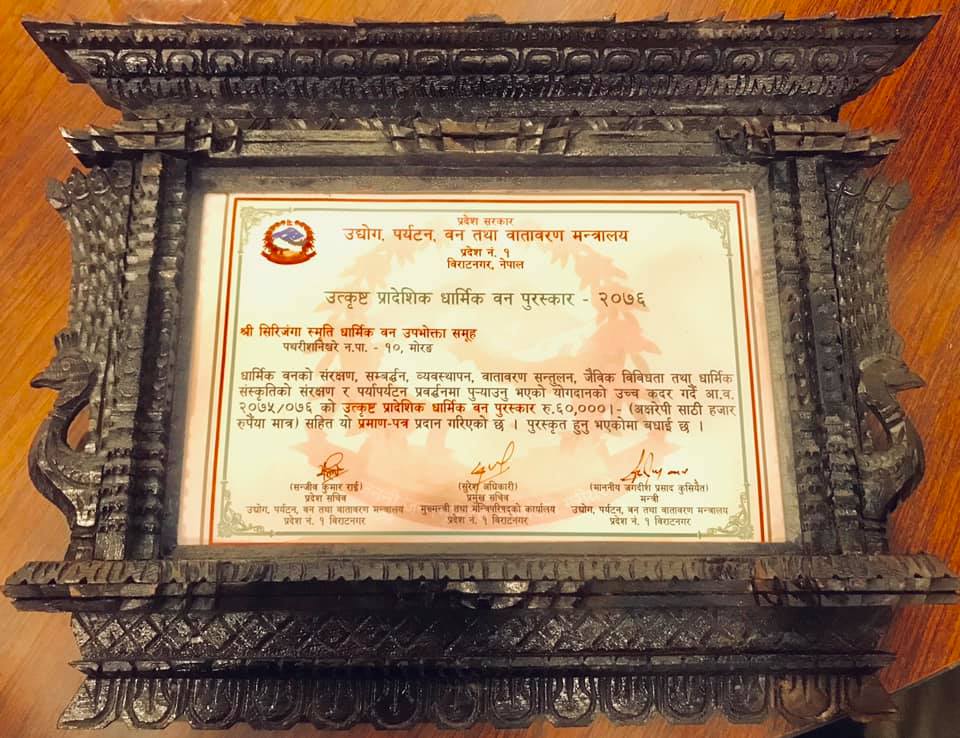 प्रदेश सरकार
उद्योग, पर्यटन, वन तथा वातावरण मन्त्रालय
प्रदेश नं. १
विराटनगर, नेपाल
उत्कृष्ट प्रादेशिक धार्मिक वन पुरस्कार - २०७६
श्री सिरिजंगा स्मृति धार्मिक वन उपभोक्ता समूह
पथरीशनिश्चरे न.पा. - १०, मोरङ
धार्मिक वनको संरक्षण, सम्वर्द्धन, व्यवस्थापन, वातावरण सन्तुलन, जैविक बिबिधता तथा धार्मिक
संस्कृतिको संरक्षण र पर्यापर्यटन प्रवर्द्धनमा पुऱ्याउनु भएको योगदानको उच्च कदर गर्दै आ.व.
२०७५/०७६ को उत्कृष्ट प्रादेशिक धार्मिक वन पुरस्कार रु.६०,०००।- (अक्षरेपी साठी हजार
रुपैंया मात्र) सहित यो प्रमाण-पत्र प्रदान गरिएको छ । पुरस्कृत हुनु भएकोमा बधाई छ ।
(सन्जीव कुमार राई)
प्रदेश सचिव
उद्योग, पर्यटन, वन तथा वातावरण मन्त्रालय
प्रदेश नं. १ विराटनगर
(सुरेश अधिकारी)
प्रमुख सचिव
मुख्यमन्त्री तथा मन्त्रिपरिषद्को कार्यालय
प्रदेश नं. १ विराटनगर
(माननीय जगदीश प्रसाद कुसियैत)
मन्त्री
उद्योग, पर्यटन, वन तथा वातावरण मन्त्रालय
प्रदेश नं. १ विराटनगर